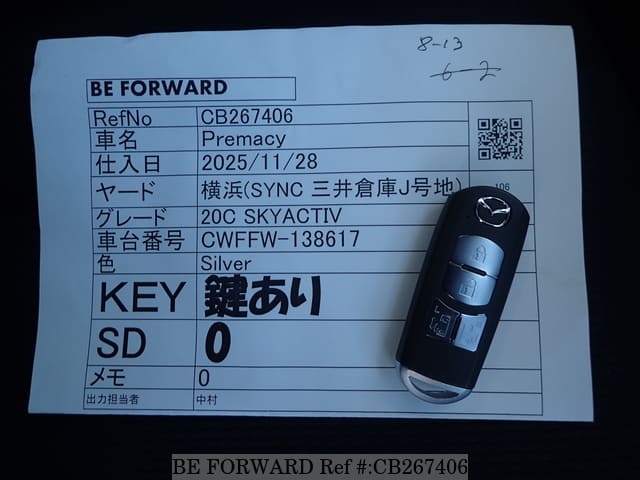 8-13
6-2
BE FORWARD
RefNo CB267406
車名 Premacy
仕入日 2025/11/28
ヤード 横浜(SYNC 三井倉庫J号地)
106
グレード 20C SKYACTIV
車台番号 CWFFW-138617
色 Silver
KEY 鍵あり
SD 0
メモ 0
出力担当者 中村
BE FORWARD Ref #:CB267406